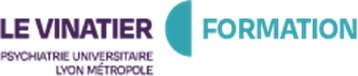 LE VINATIER
PSYCHIATRIE UNIVERSITAIRE
LYON MÉTROPOLE
FORMATION